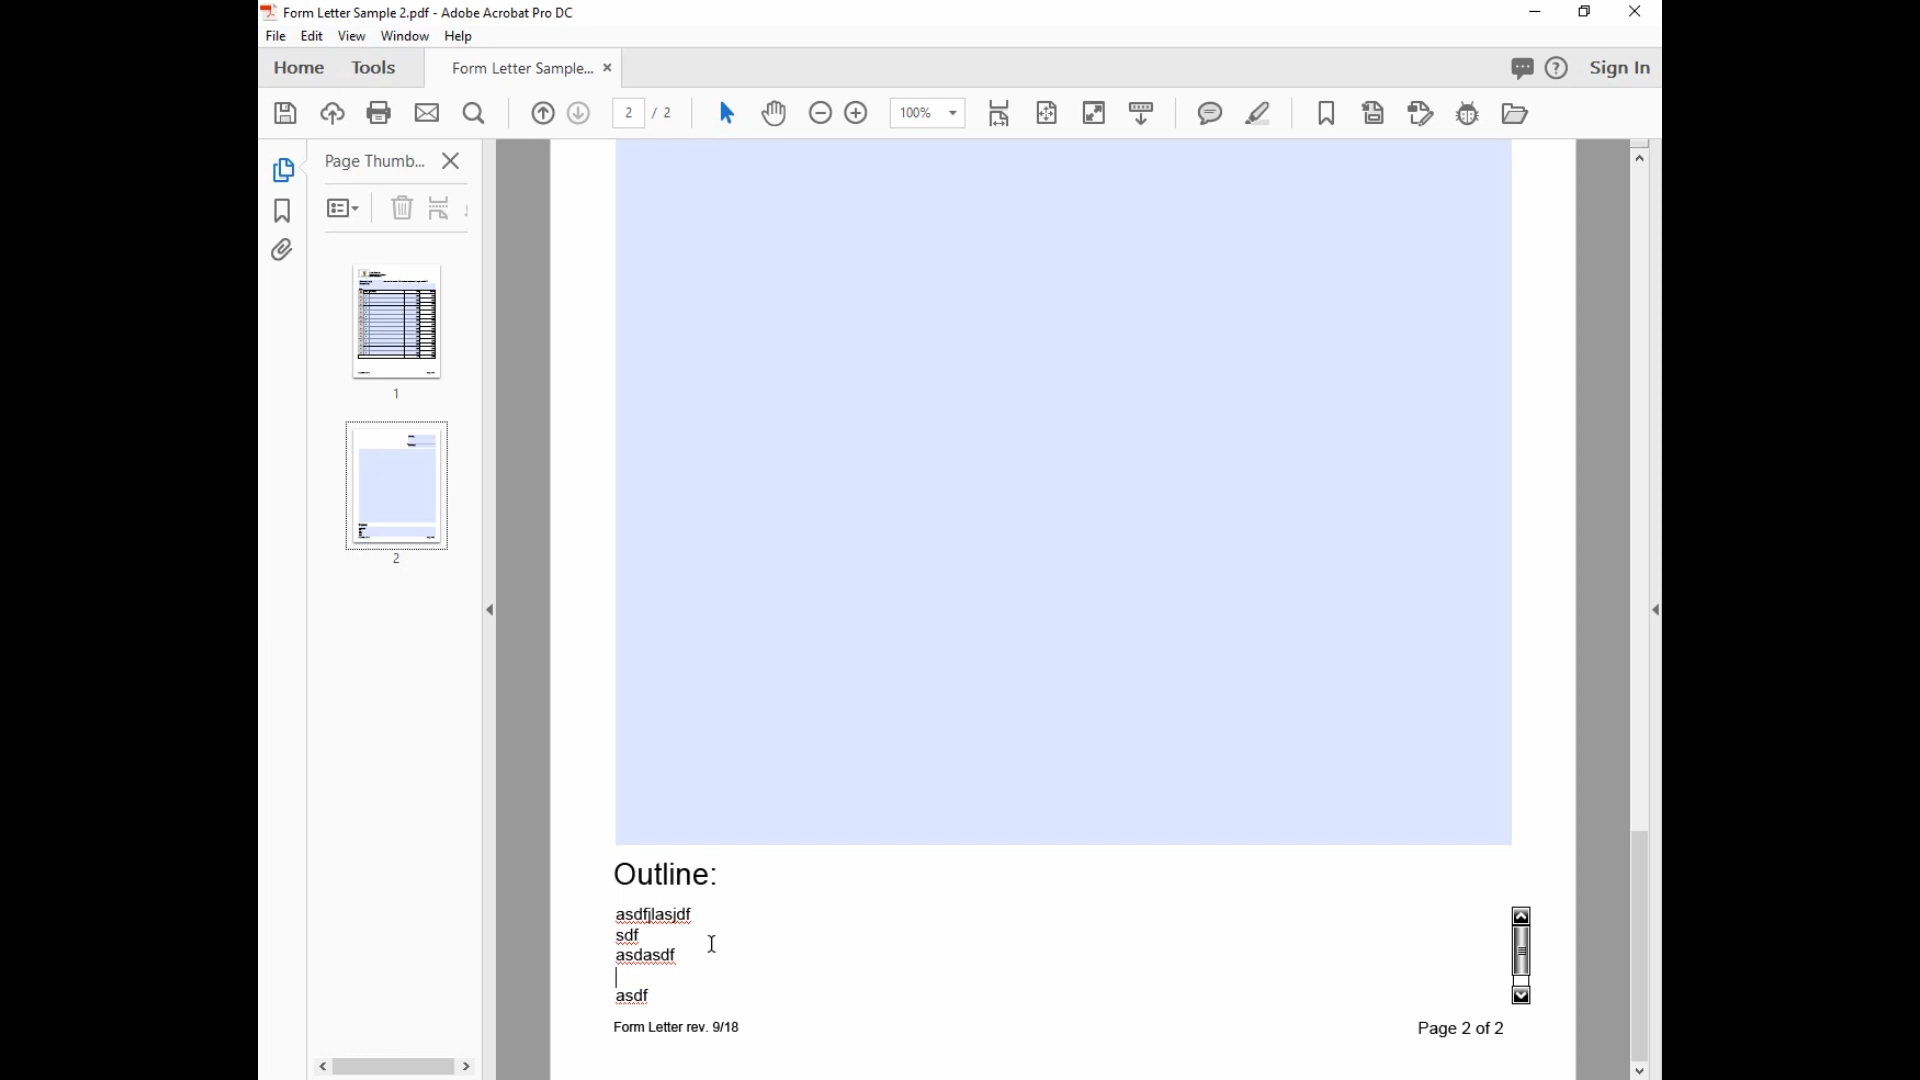 Form Letter Sample 2.pdf - Adobe Acrobat Pro DC
File Edit View Window Help
Home Tools Form Letter Sample... × Sign In
2 / 2 100%
Page Thumb...
1
2
Outline:
asdfjlasjdf
sdf
asdasdf
asdf
Form Letter rev. 9/18 Page 2 of 2